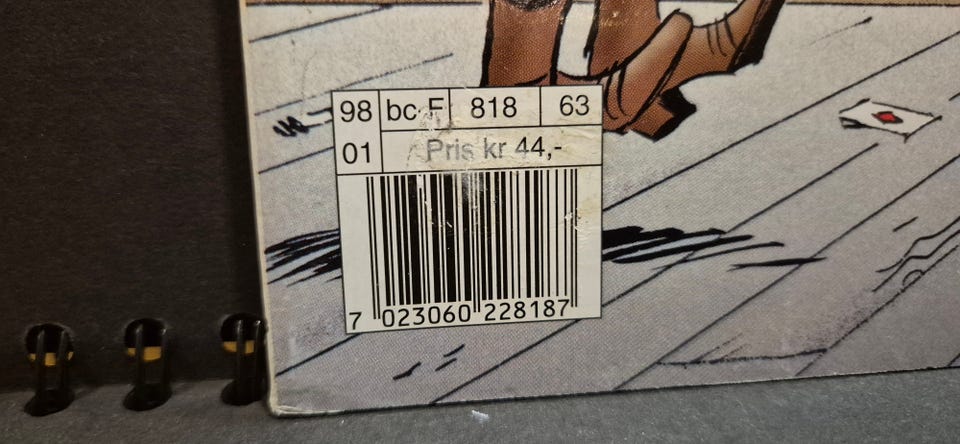 98 bc-F 818 63
01 Pris kr 44,-
7 023060 228187